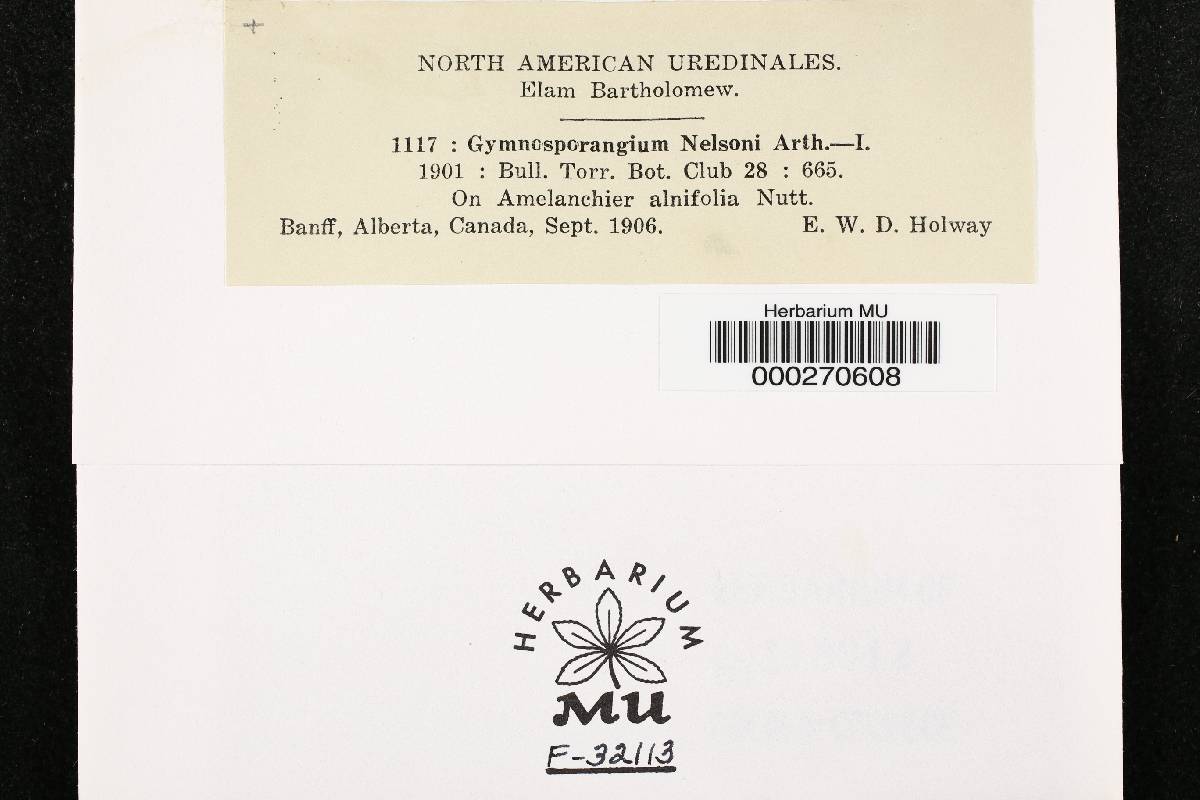 NORTH AMERICAN UREDINALES.
Elam Bartholomew.
1117 : Gymnosporangium Nelsoni Arth.—I.
1901 : Bull. Torr. Bot. Club 28 : 665.
On Amelanchier alnifolia Nutt.
Banff, Alberta, Canada, Sept. 1906. E. W. D. Holway
Herbarium MU
000270608
HERBARIUM
MU
F-32113